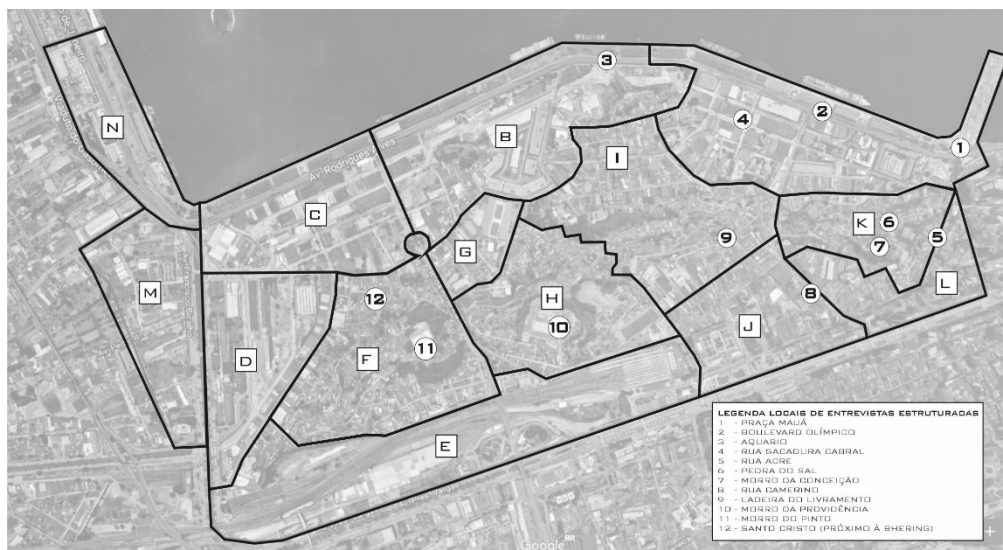 N
3
2
4
1
B
Av. Rodrigues Alves
I
C
K
6
9
5
7
G
L
M
12
H
8
10
J
D
F
11
E
LEGENDA LOCAIS DE ENTREVISTAS ESTRUTURADAS
1 - PRAÇA MAUÁ
2 - BOULEVARD OLÍMPICO
3 - AQUARIO
4 - RUA SACADURA CABRAL
5 - RUA ACRE
6 - PEDRA DO SAL
7 - MORRO DA CONCEIÇÃO
8 - RUA CAMERINO
9 - LADEIRA DO LIVRAMENTO
10 - MORRO DA PROVIDÊNCIA
11 - MORRO DO PINTO
12 - SANTO CRISTO (PRÓXIMO À BHERING)
Google